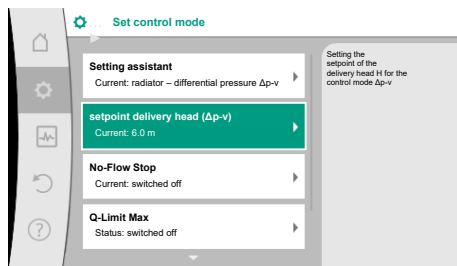 Set control mode
Setting assistant
Current: radiator – differential pressure Δp-v
setpoint delivery head (Δp-v)
Current: 6.0 m
No-Flow Stop
Current: switched off
Q-Limit Max
Status: switched off
Setting the
setpoint of the
delivery head H for the
control mode Δp-v